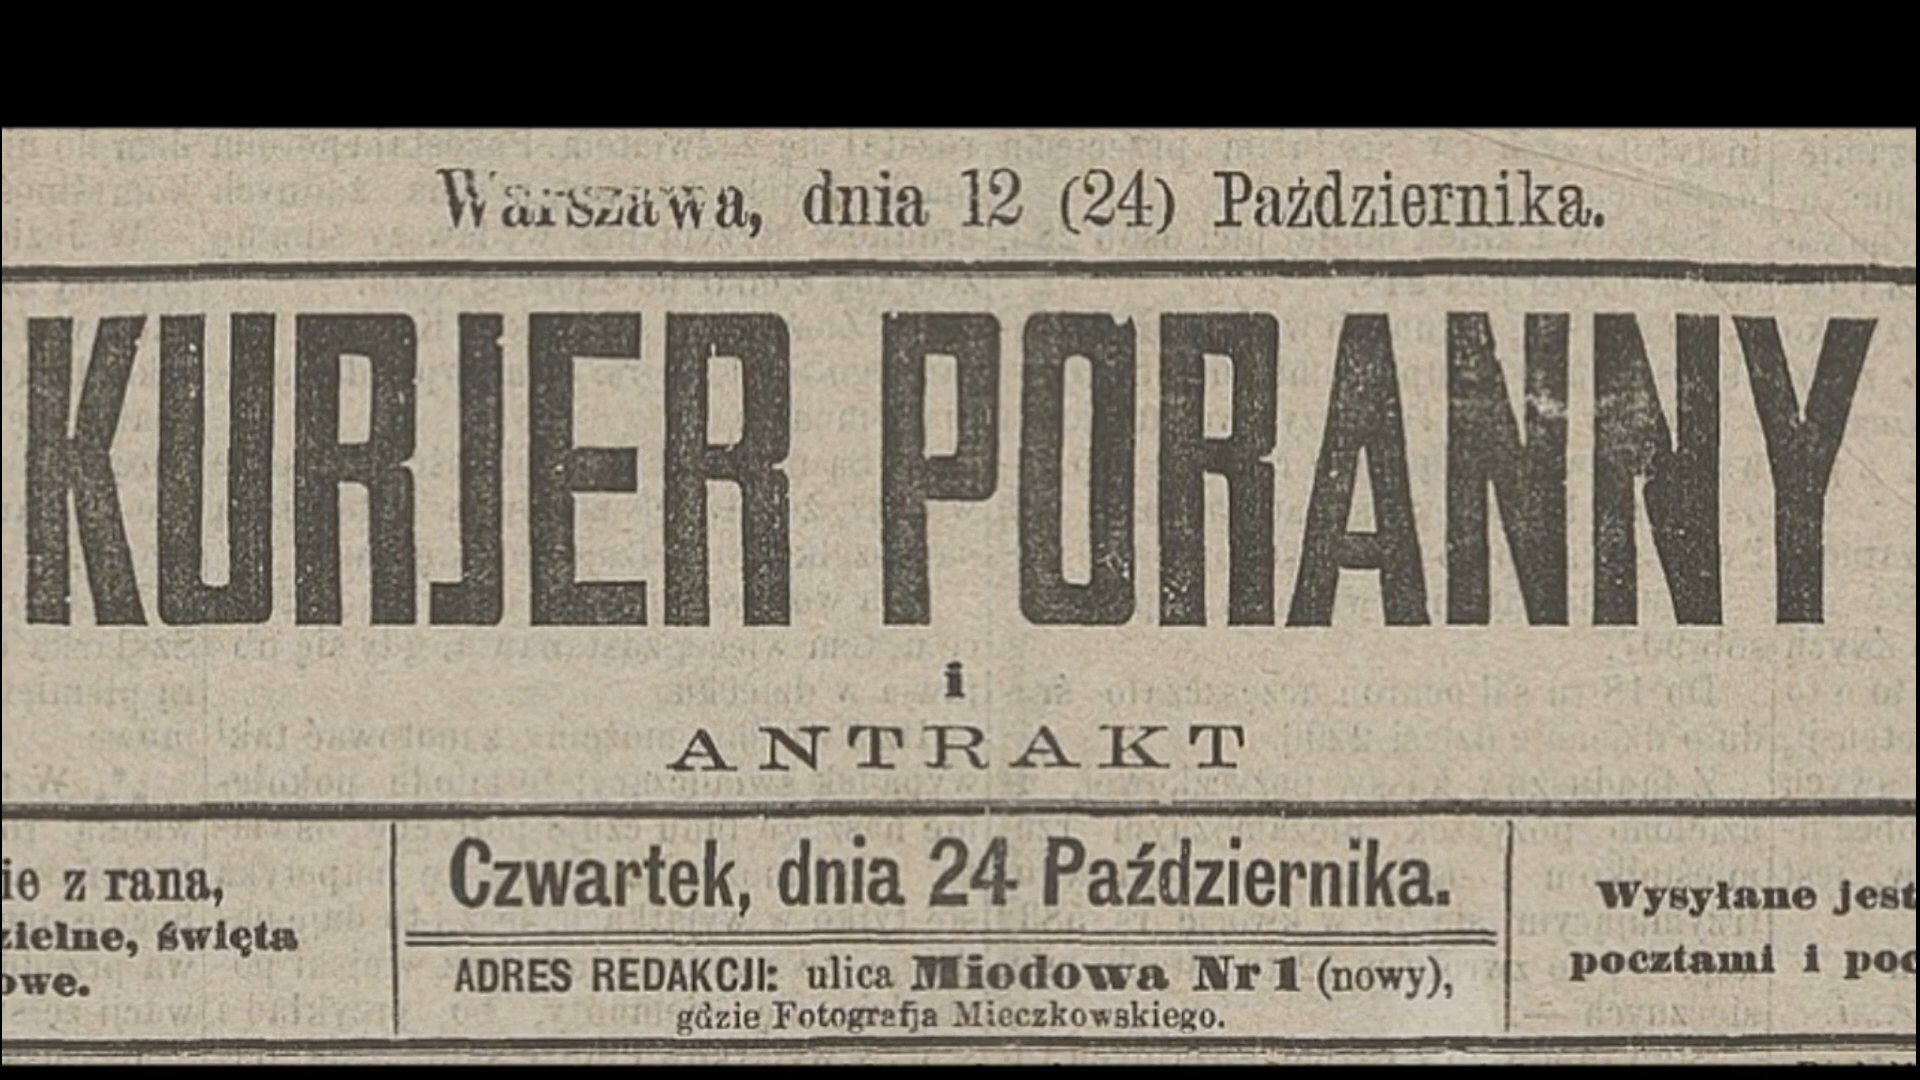 Warszawa, dnia 12 (24) Października.
KURJER PORANNY
i
ANTRAKT
ie z rana,
zielne, święta
owe.
Czwartek, dnia 24 Października.
ADRES REDAKCJI: ulica Miodowa Nr 1 (nowy),
gdzie Fotografja Mieczkowskiego.
Wysyłane jest
pocztami i poc